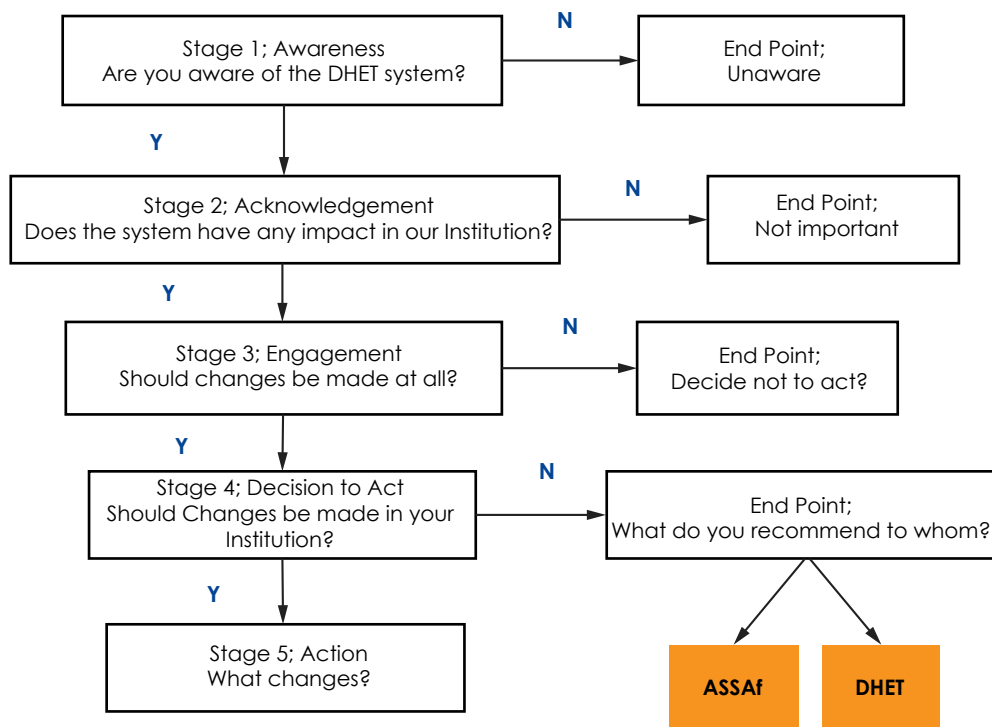 Stage 1; Awareness
Are you aware of the DHET system?
N
End Point;
Unaware
Y
Stage 2; Acknowledgement
Does the system have any impact in our Institution?
N
End Point;
Not important
Y
Stage 3; Engagement
Should changes be made at all?
N
End Point;
Decide not to act?
Y
Stage 4; Decision to Act
Should Changes be made in your
Institution?
N
End Point;
What do you recommend to whom?
Y
Stage 5; Action
What changes?
ASSAf
DHET